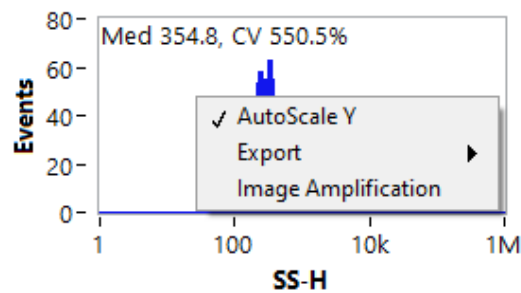 80
Med 354.8, CV 550.5%
60
Events
40
✓ AutoScale Y
Export
20
Image Amplification
0
1 100 10k 1M
SS-H